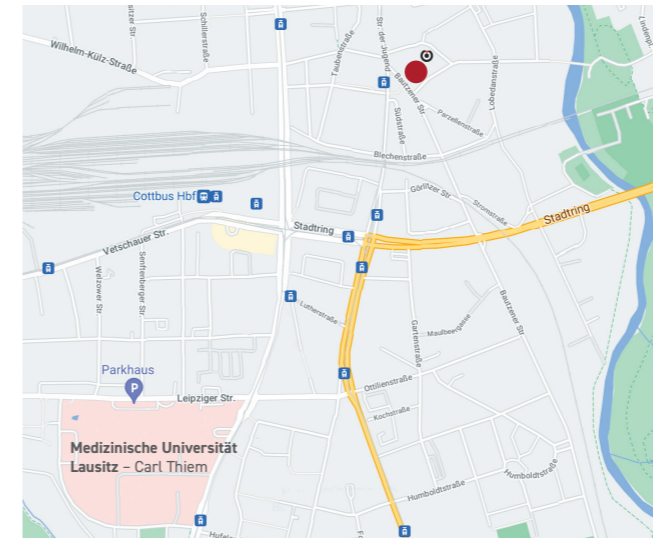 Schillerstraße
Wilhelm-Külz-Straße
Taubenstraße
Str. der Jugend
Bautzener Str
Lobedanstraße
Parzellenstraße
Südstraße
Blechenstraße
Cottbus Hbf
Görlitzer Str.
Stromstraße
Stadtring
Stadtring
Vetschauer Str.
Welzower Str
Senftenberger Str
Lutherstraße
Gartenstraße
Maulbeergasse
Bautzener Str
Parkhaus
P
Ottilienstraße
Leipziger Str.
Kochstraße
Medizinische Universität
Lausitz – Carl Thiem
Humboldtstraße
Humboldtstraße